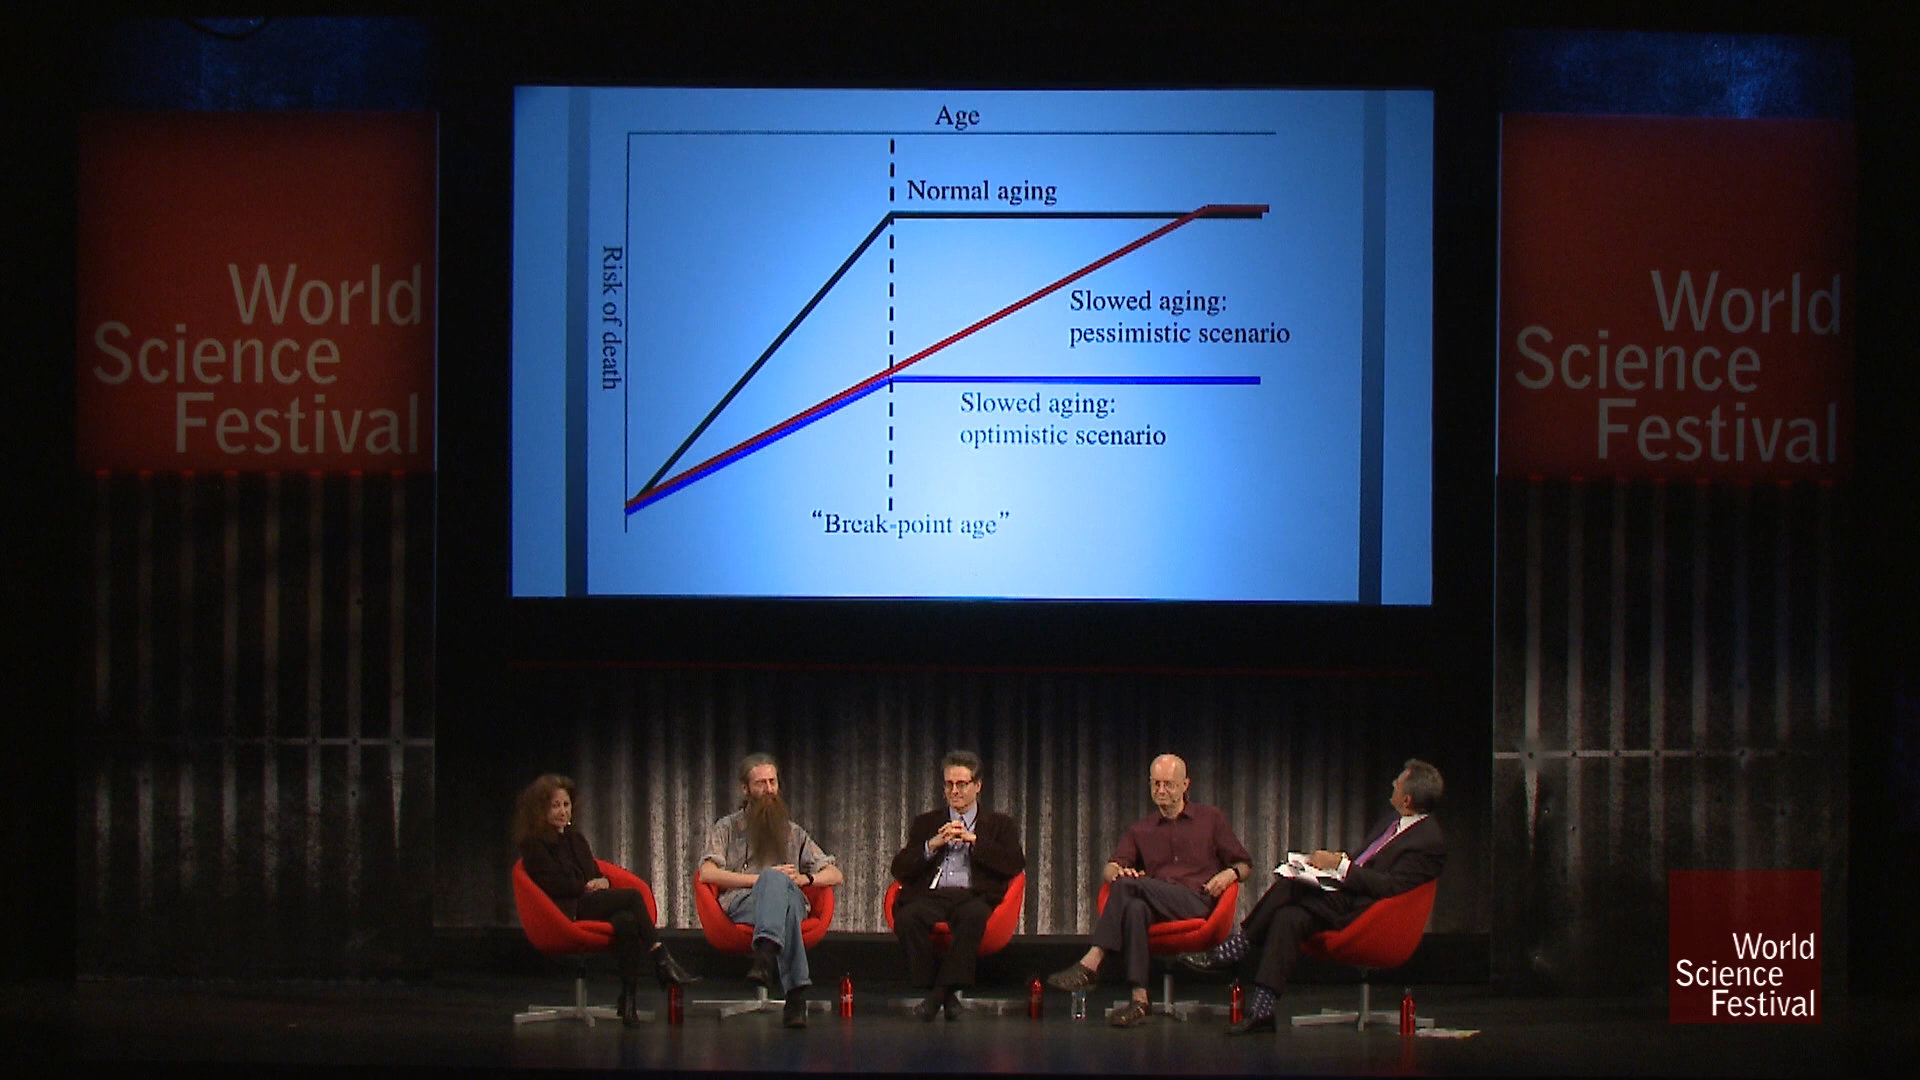 World
Science
Festival
Age
Normal aging
Risk of death
Slowed aging:
pessimistic scenario
Slowed aging:
optimistic scenario
“Break-point age”
World
Science
Festival
World
Science
Festival